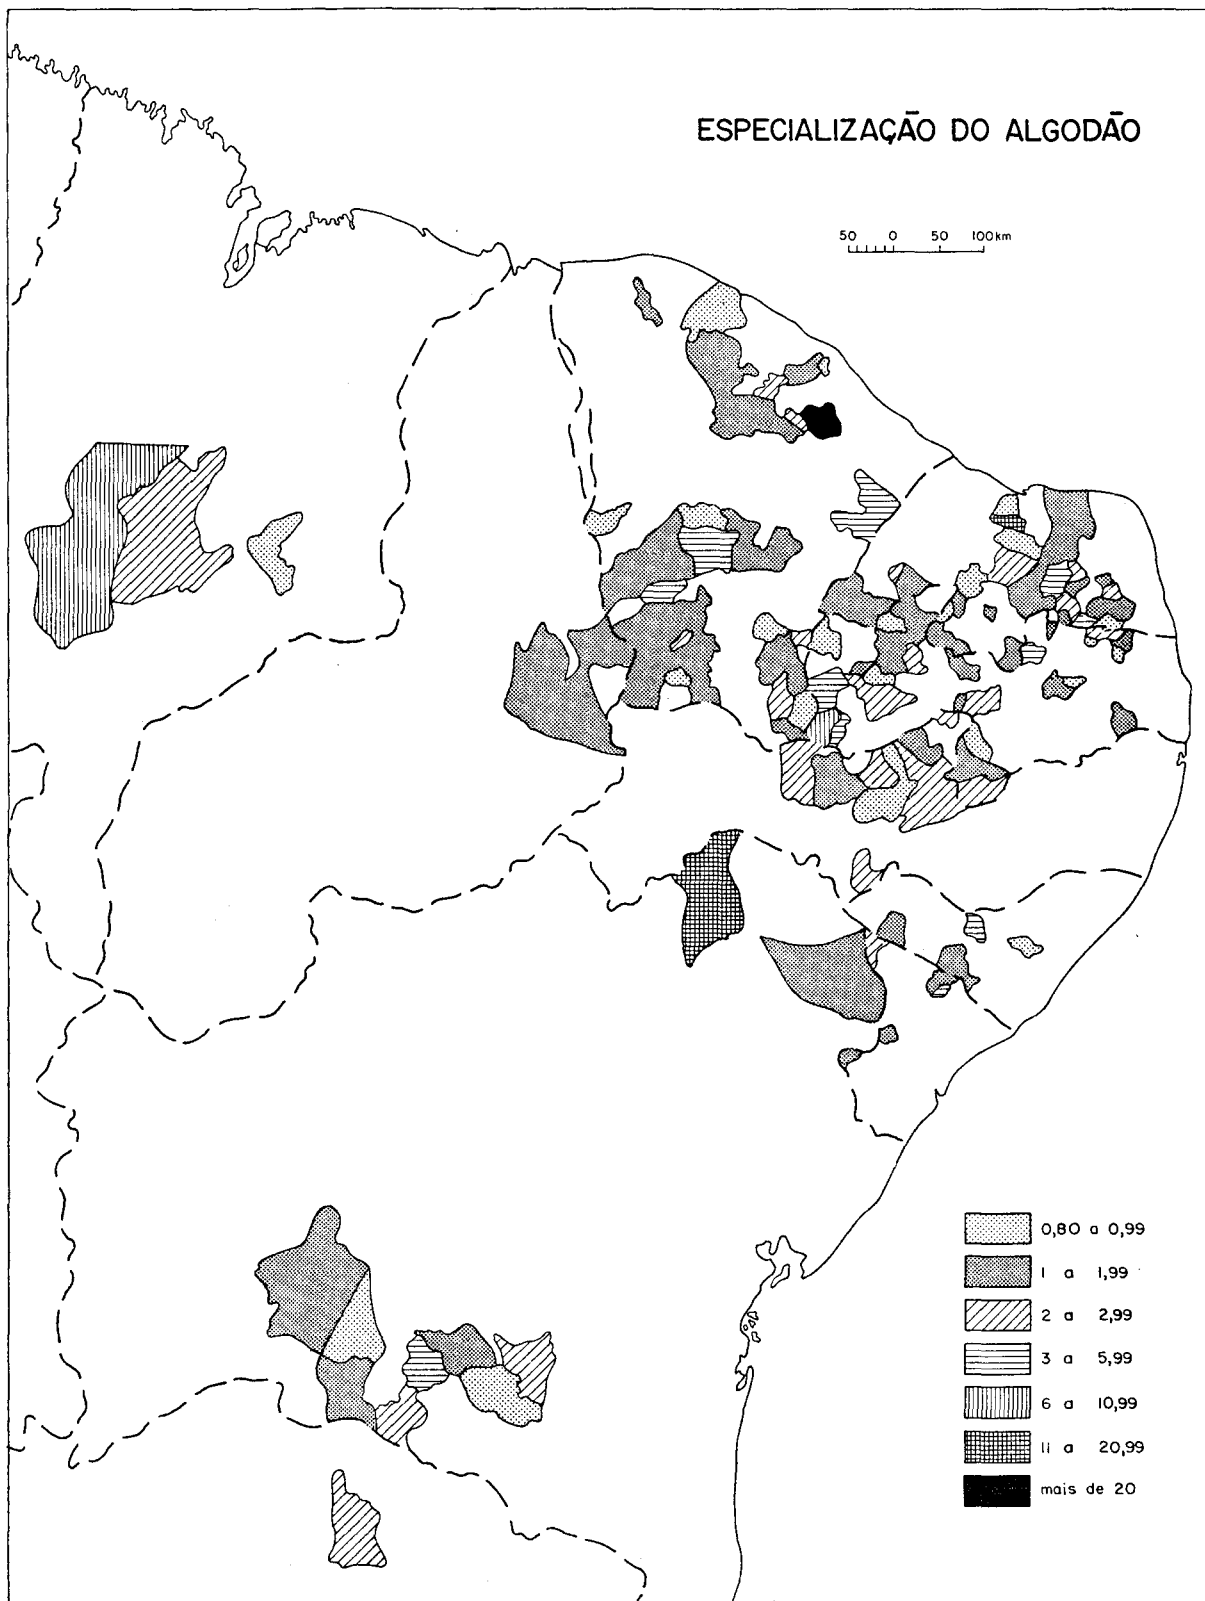 ESPECIALIZAÇÃO DO ALGODÃO
50 0 50 100km
0,80 a 0,99
1 a 1,99
2 a 2,99
3 a 5,99
6 a 10,99
11 a 20,99
mais de 20